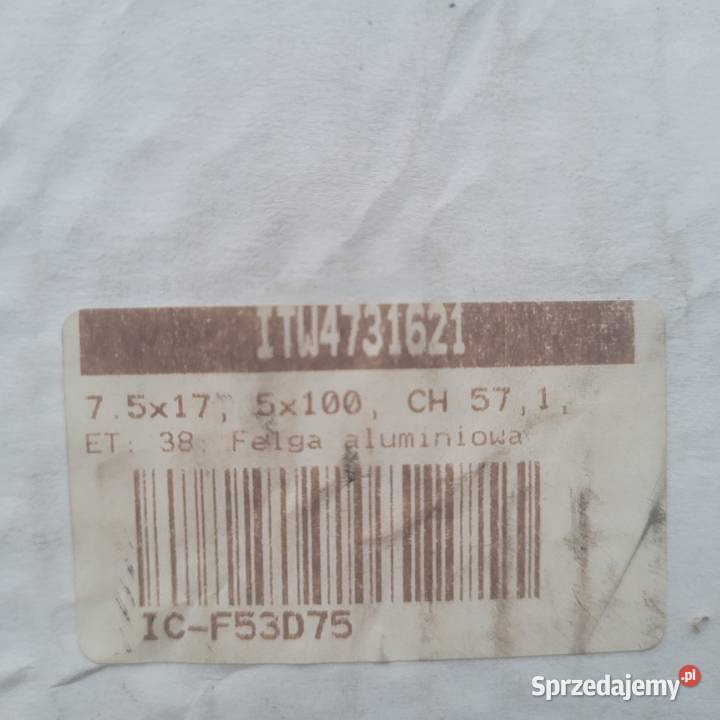 ITW4731621
7.5x17, 5x100, CH 57,1,
ET: 38, Felga aluminiowa
IC-F53D75
Sprzedajemy.pl